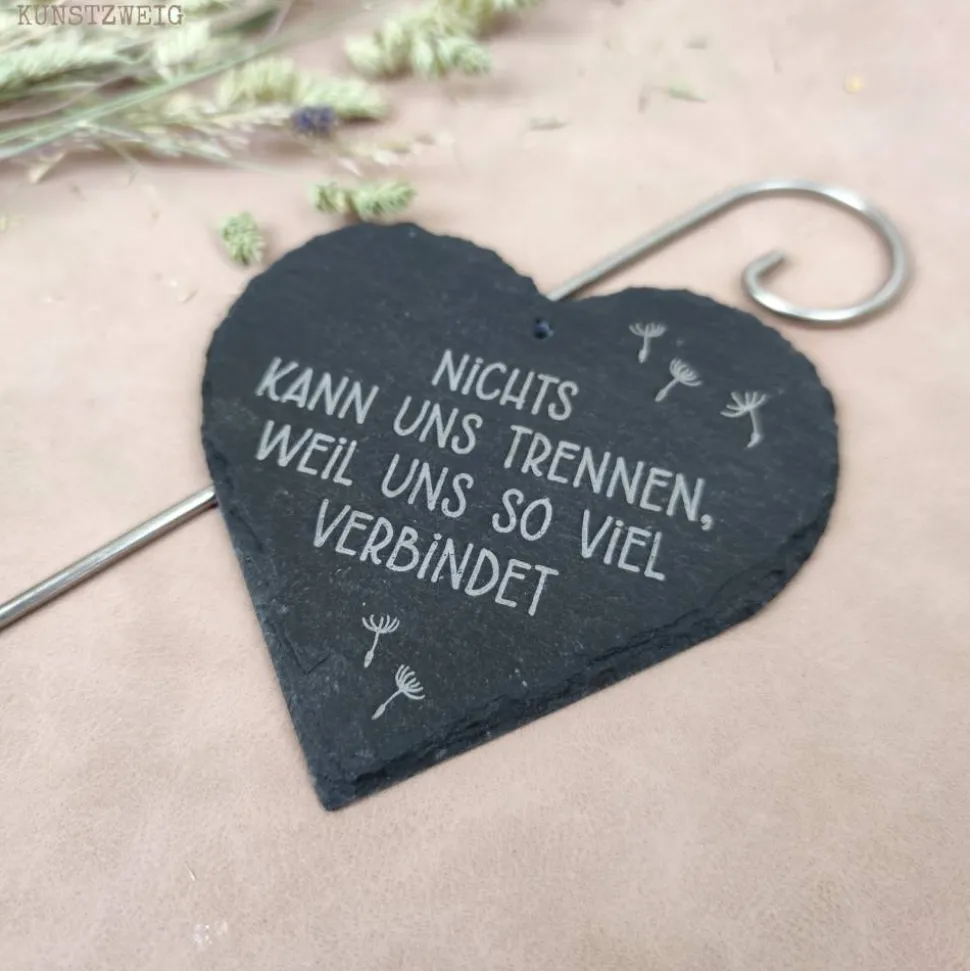 KUNSTZWEIG
NiCHTS
KANN UNS TRENNEN,
WEiL UNS SO ViEL
VERBiNDET